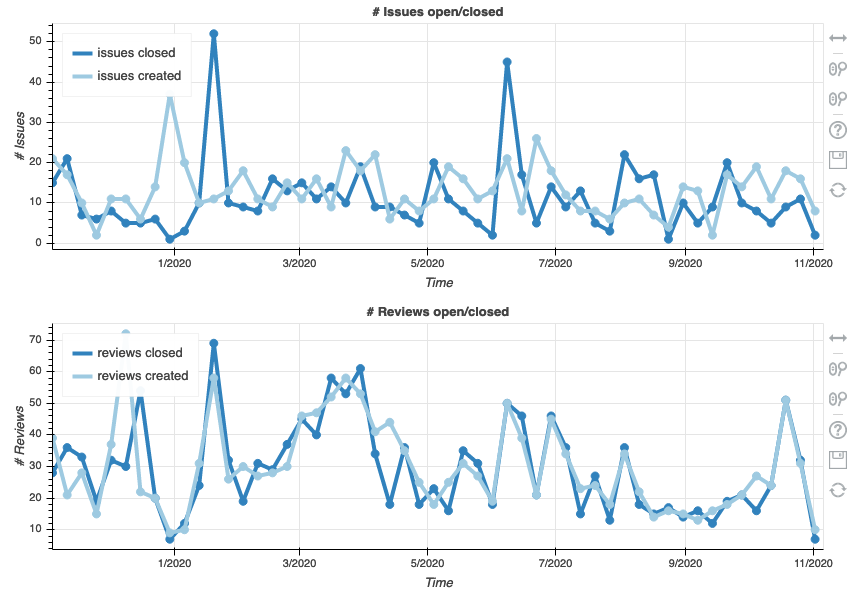 # Issues open/closed
issues closed
issues created
# Issues
50
40
30
20
10
0
1/2020 3/2020 5/2020 7/2020 9/2020 11/2020
Time
# Reviews open/closed
reviews closed
reviews created
# Reviews
70
60
50
40
30
20
10
1/2020 3/2020 5/2020 7/2020 9/2020 11/2020
Time